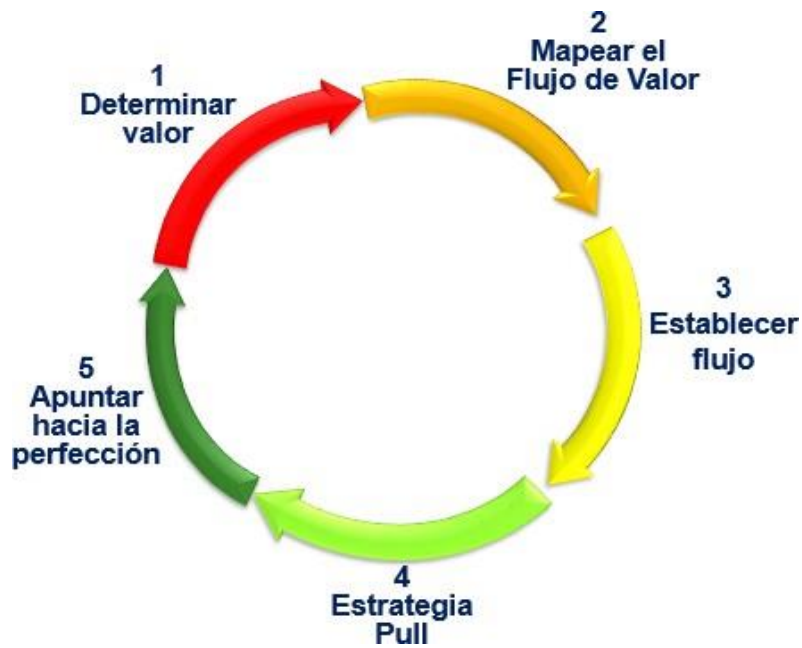 1
Determinar
valor
2
Mapear el
Flujo de Valor
3
Establecer
flujo
4
Estrategia
Pull
5
Apuntar
hacia la
perfección